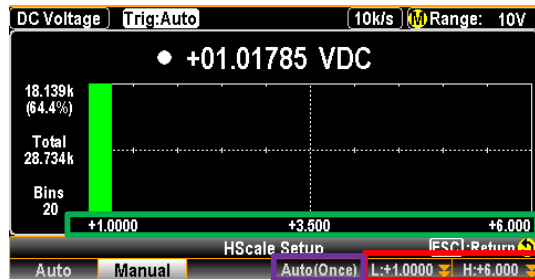 DC Voltage Trig:Auto 10k/s M Range: 10V
+01.01785 VDC
18.139k
(64.4%)
Total
28.734k
Bins
20
+1.0000 +3.500 +6.000
HScale Setup ESC:Return
Auto Manual Auto(Once) L:+1.0000 H:+6.000